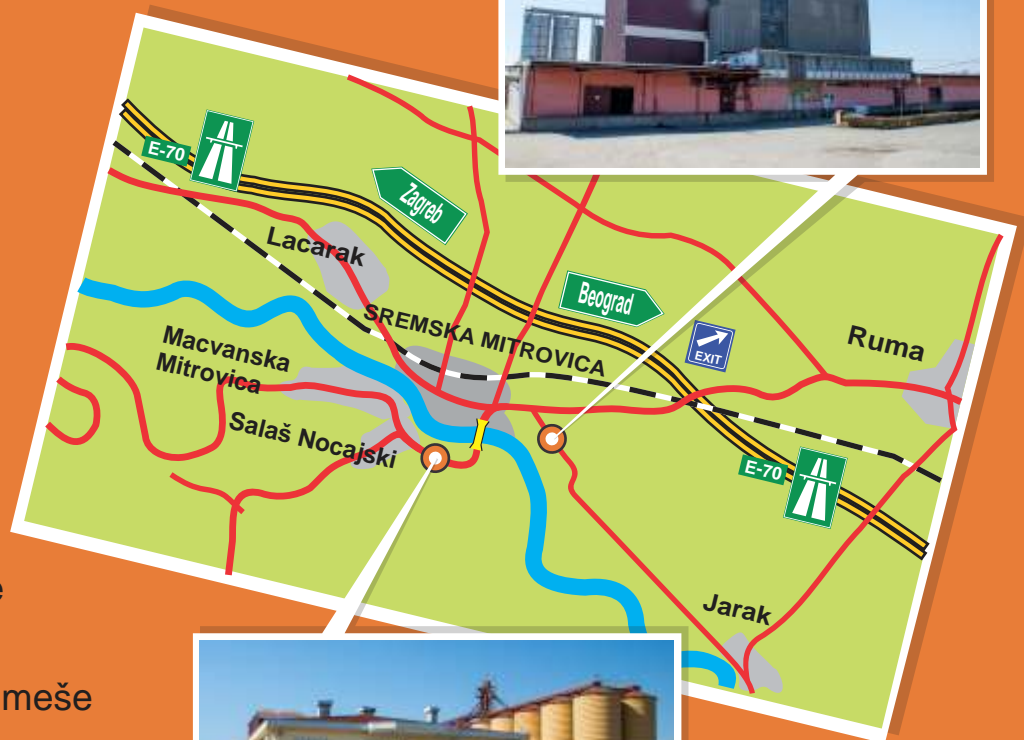 E-70
Zagreb
Lacarak
Beograd
SREMSKA MITROVICA
EXIT
Ruma
Macvanska
Mitrovica
Salaš Nocajski
E-70
Jarak
meše